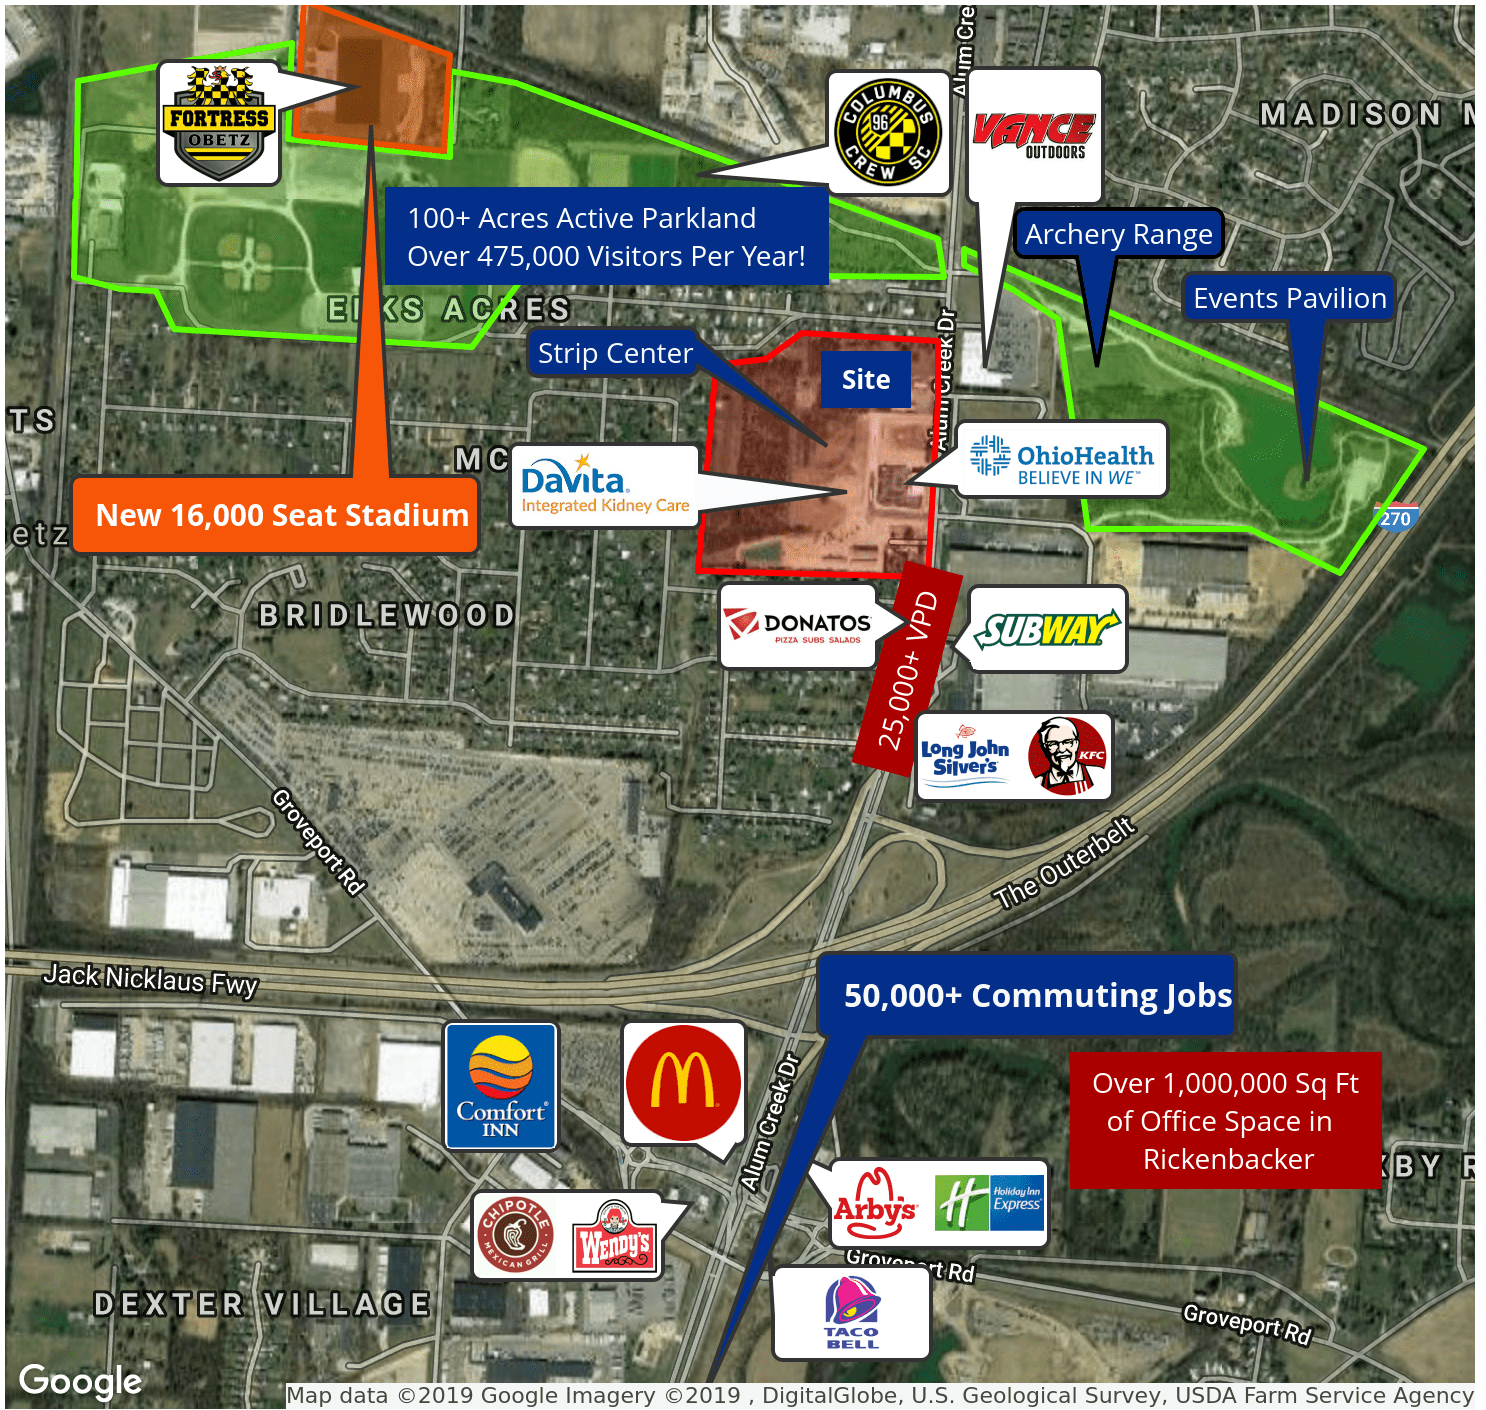 Alum Cre
MADISON M
FORTRESS
OBETZ
COLUMBUS
96
CREW SC
VANCE
OUTDOORS
100+ Acres Active Parkland
Over 475,000 Visitors Per Year!
Archery Range
Events Pavilion
ELKS ACRES
Strip Center
Site
Alum Creek Dr
TS
MC
DaVita.
Integrated Kidney Care
OhioHealth
BELIEVE IN WE™
New 16,000 Seat Stadium
etz
270
BRIDLEWOOD
DONATOS
PIZZA SUBS SALADS
25,000+ VPD
SUBWAY
Long John
Silver's
KFC
Groveport Rd
The Outerbelt
Jack Nicklaus Fwy
50,000+ Commuting Jobs
Comfort
INN
M
Alum Creek Dr
Over 1,000,000 Sq Ft
of Office Space in
Rickenbacker
XBY R
CHIPOTLE
MEXICAN GRILL
Wendy's
Arby's
H
Holiday Inn
Express
Groveport Rd
Groveport Rd
DEXTER VILLAGE
TACO
BELL
Google
Map data ©2019 Google Imagery ©2019 , DigitalGlobe, U.S. Geological Survey, USDA Farm Service Agency